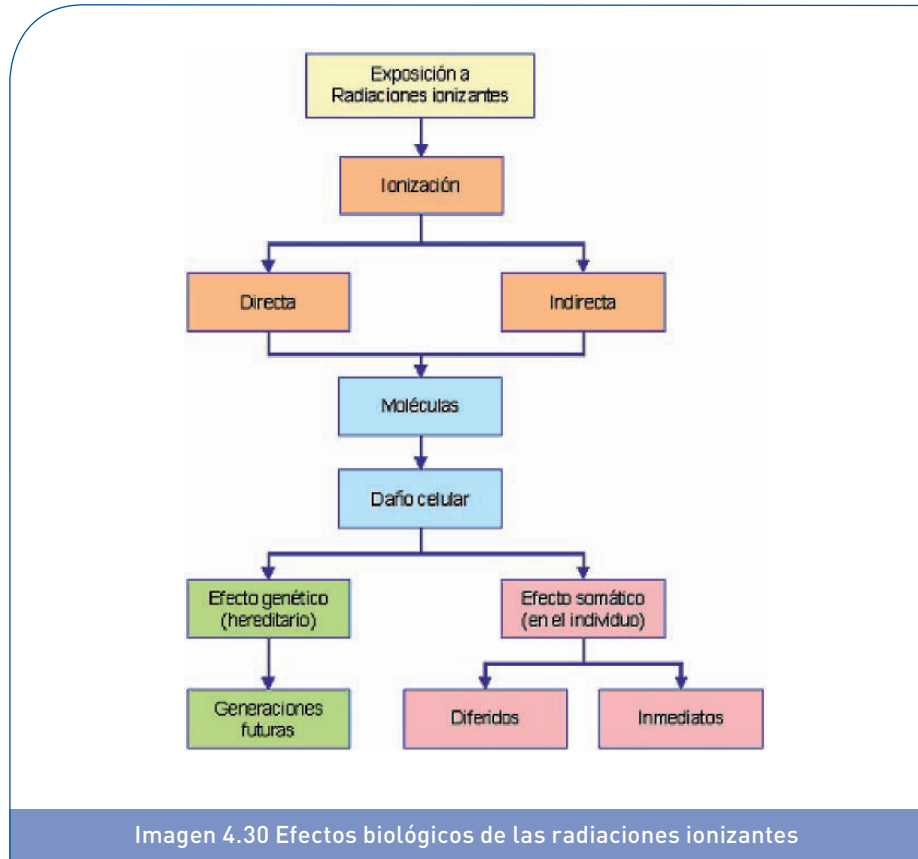 Exposición a
Radiaciones ionizantes
Ionización
Directa
Indirecta
Moléculas
Daño celular
Efecto genético
(hereditario)
Efecto somático
(en el individuo)
Generaciones
futuras
Diferidos
Inmediatos
Imagen 4.30 Efectos biológicos de las radiaciones ionizantes